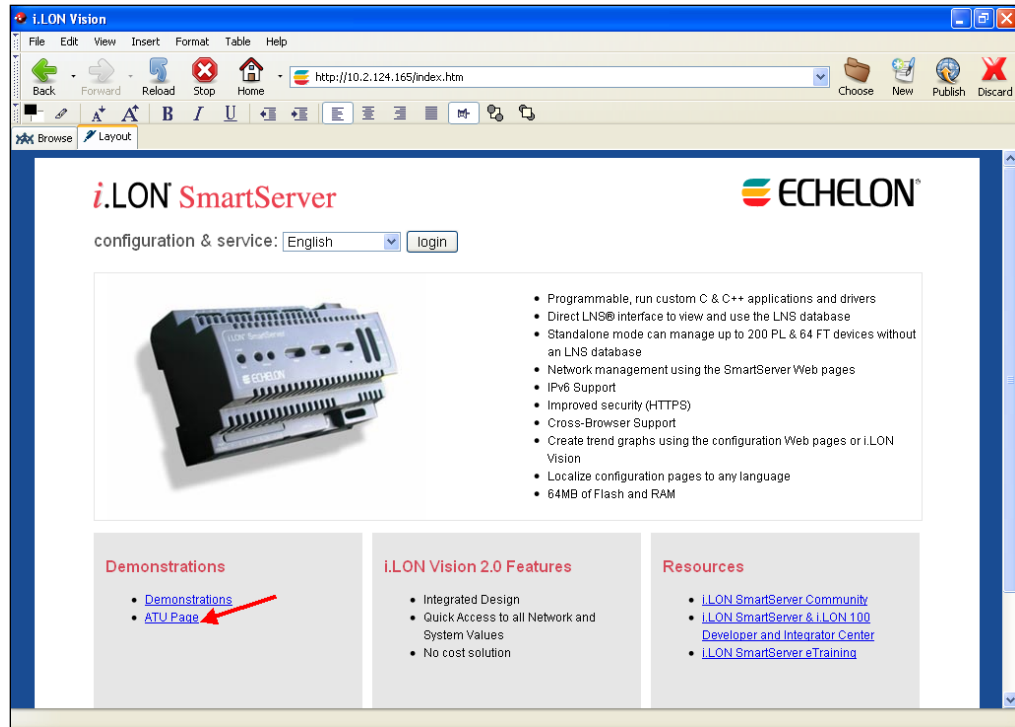 i.LON Vision
File Edit View Insert Format Table Help
Back Forward Reload Stop Home http://10.2.124.165/index.htm Choose New Publish Discard
A A B I U
Browse Layout
i.LON SmartServer
ECHELON
configuration & service: English login
• Programmable, run custom C & C++ applications and drivers
• Direct LNS® interface to view and use the LNS database
• Standalone mode can manage up to 200 PL & 64 FT devices without
an LNS database
• Network management using the SmartServer Web pages
• IPv6 Support
• Improved security (HTTPS)
• Cross-Browser Support
• Create trend graphs using the configuration Web pages or i.LON
Vision
• Localize configuration pages to any language
• 64MB of Flash and RAM
i.LON SmartServer
ECHELON
Demonstrations
• Demonstrations
• ATU Page
i.LON Vision 2.0 Features
• Integrated Design
• Quick Access to all Network and
System Values
• No cost solution
Resources
• i.LON SmartServer Community
• i.LON SmartServer & i.LON 100
Developer and Integrator Center
• i.LON SmartServer eTraining